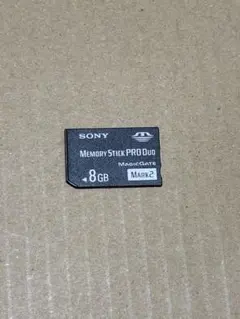 SONY
MEMORY STICK PRO DUO
MAGICGATE
◄8GB MARK2